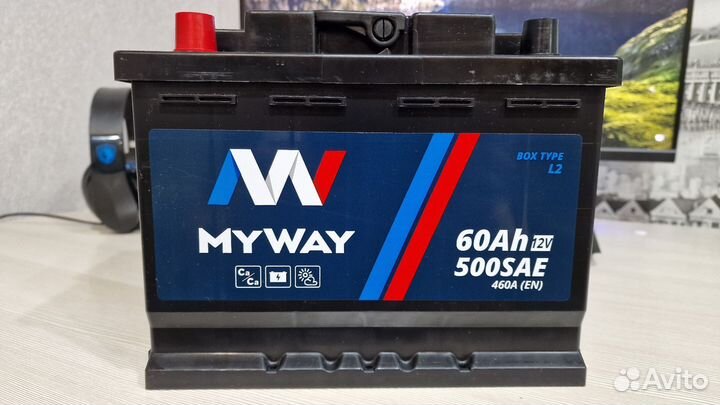 BOX TYPE
L2
MYWAY
60Ah 12V
500SAE
460A (EN)
Ca/Ca
Avito